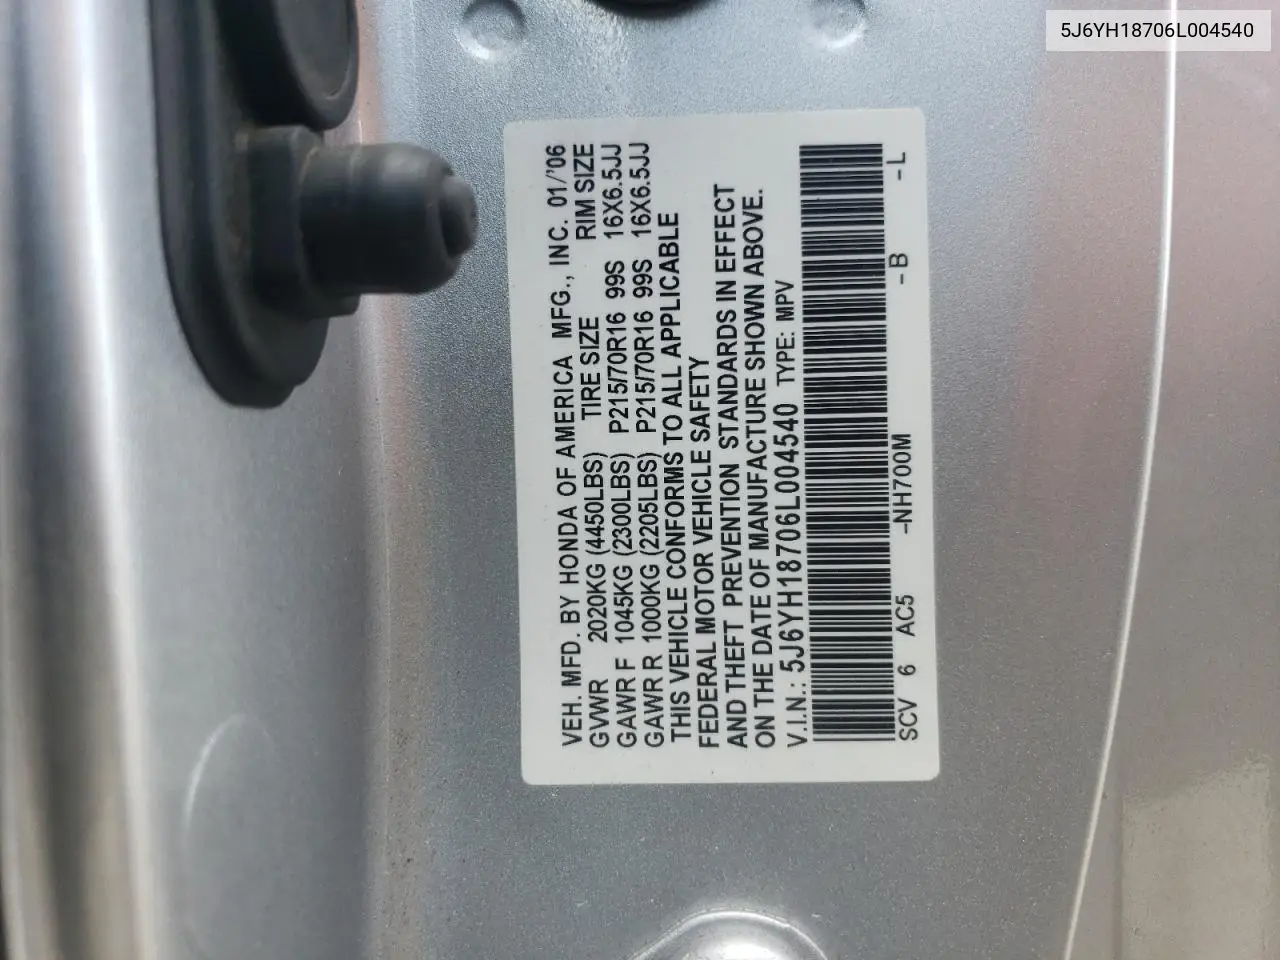 5J6YH18706L004540
VEH. MFD. BY HONDA OF AMERICA MFG., INC. 01/'06
GVWR 2020KG (4450LBS) TIRE SIZE RIM SIZE
GAWR F 1045KG (2300LBS) P215/70R16 99S 16X6.5JJ
GAWR R 1000KG (2205LBS) P215/70R16 99S 16X6.5JJ
THIS VEHICLE CONFORMS TO ALL APPLICABLE
FEDERAL MOTOR VEHICLE SAFETY
AND THEFT PREVENTION STANDARDS IN EFFECT
ON THE DATE OF MANUFACTURE SHOWN ABOVE.
V.I.N.: 5J6YH18706L004540 TYPE: MPV
SCV 6 AC5 -NH700M -B -L